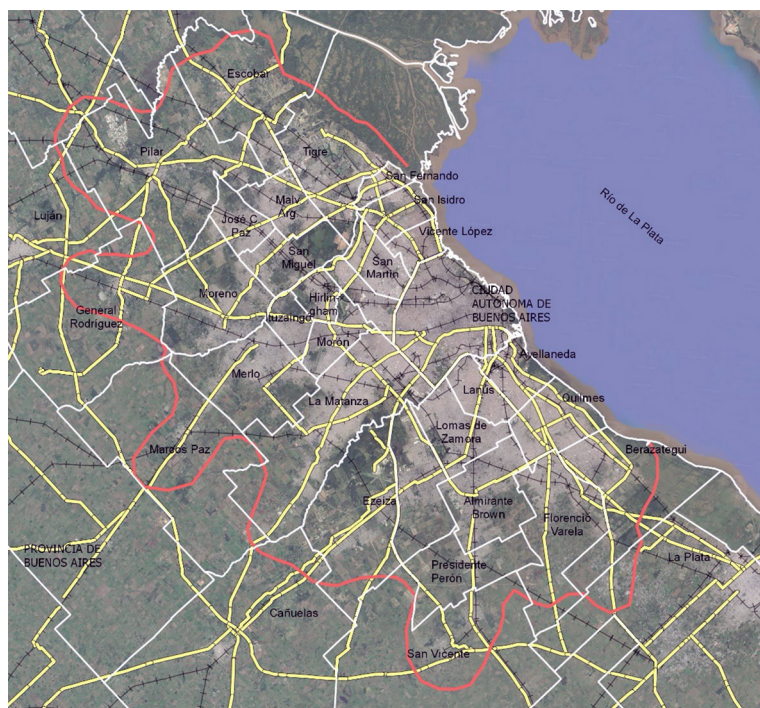 Escobar
Pilar
Tigre
San Fernando
San Isidro
Malv.
Arg.
José C.
Paz
Luján
Vicente López
Río de La Plata
San
Miguel
San
Martín
Moreno
Hirlin-
gham
CIUDAD
AUTÓNOMA DE
BUENOS AIRES
General
Rodriguez
Ituzaingó
Morón
Avellaneda
Merlo
Lanús
La Matanza
Quilmes
Lomas de
Zamora
Marcos Paz
Berazategui
Ezeiza
Almirante
Brown
Florencio
Varela
PROVINCIA DE
BUENOS AIRES
La Plata
Presidente
Perón
Cañuelas
San Vicente